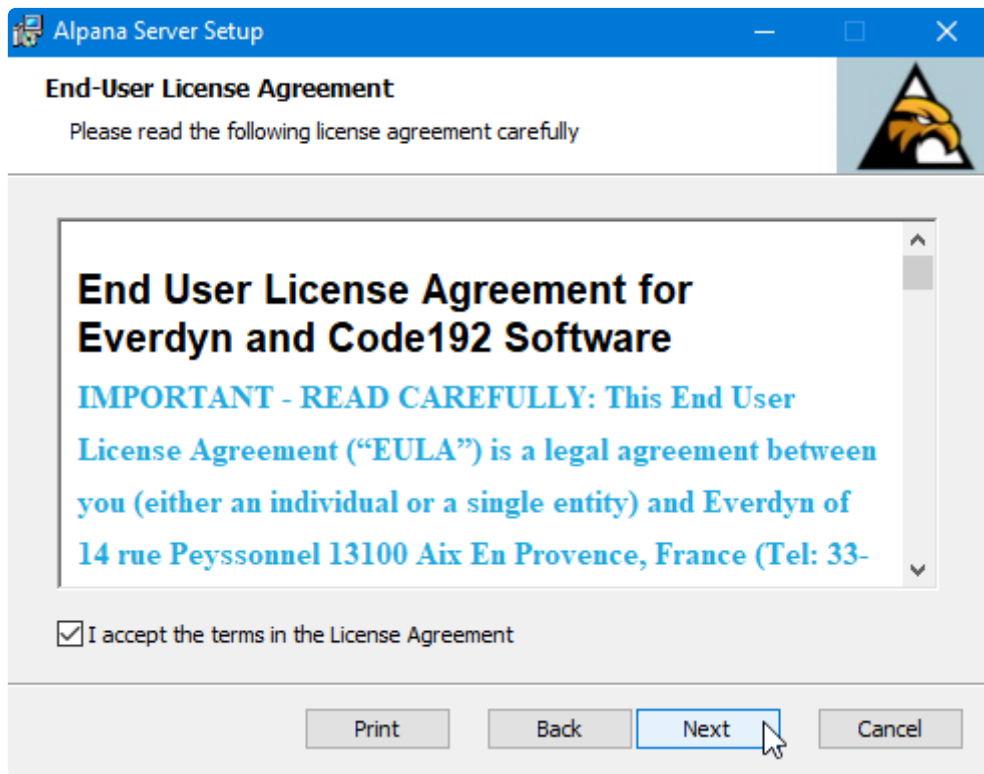 Alpana Server Setup
End-User License Agreement
Please read the following license agreement carefully
End User License Agreement for
Everdyn and Code192 Software
IMPORTANT - READ CAREFULLY: This End User
License Agreement (“EULA”) is a legal agreement between
you (either an individual or a single entity) and Everdyn of
14 rue Peyssonnel 13100 Aix En Provence, France (Tel: 33-
I accept the terms in the License Agreement
Print Back Next Cancel